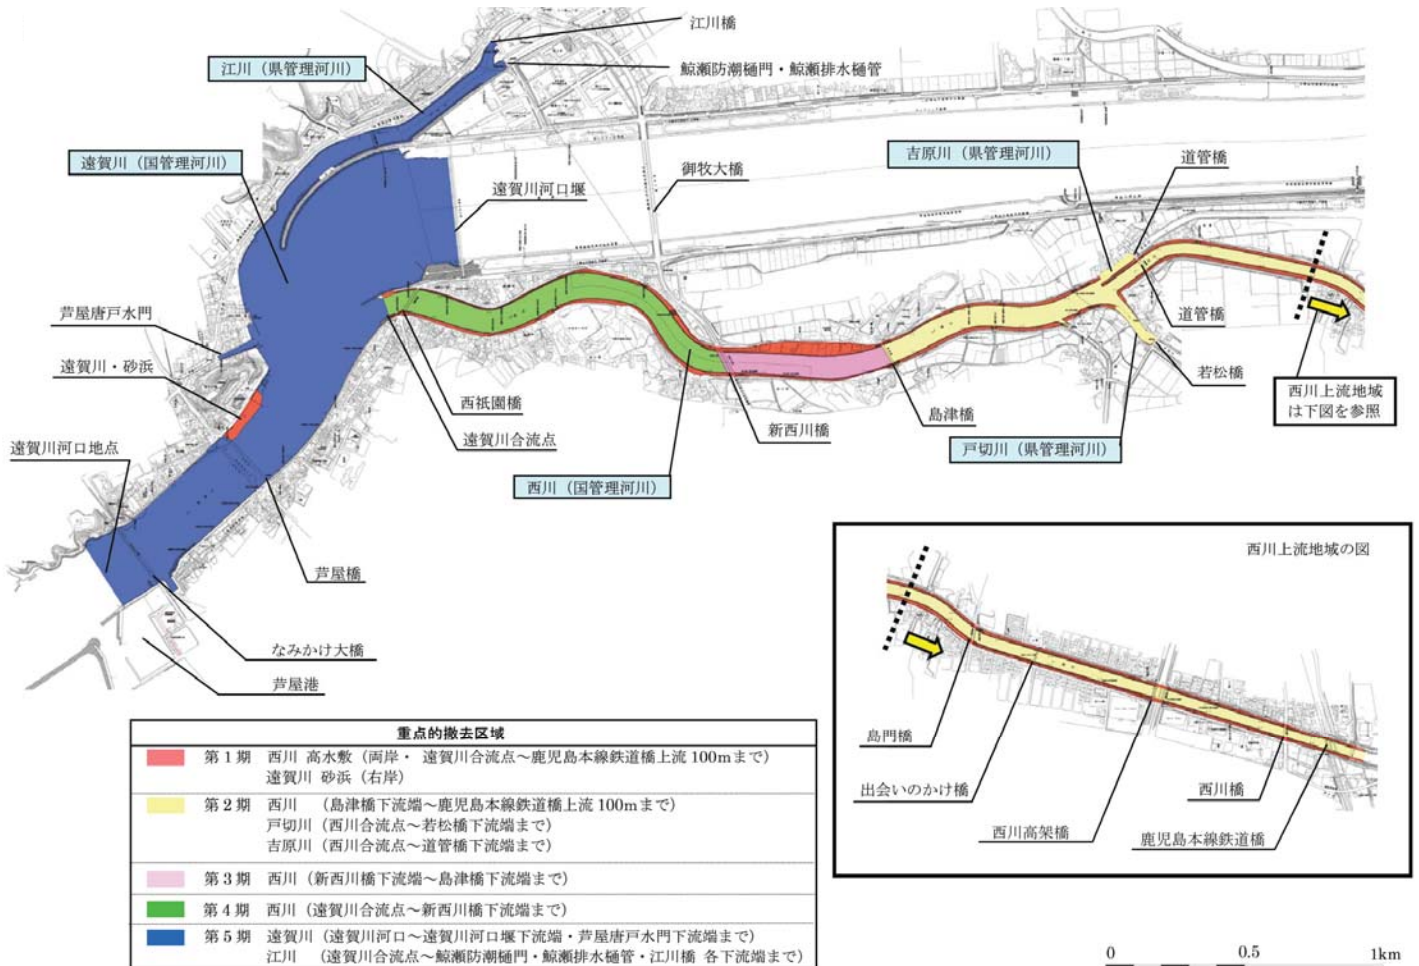 江川橋
江川（県管理河川）
鯨瀬防潮樋門・鯨瀬排水樋管
遠賀川（国管理河川）
遠賀川河口堰
御牧大橋
吉原川（県管理河川）
道管橋
芦屋唐戸水門
遠賀川・砂浜
遠賀川河口地点
西祇園橋
遠賀川合流点
西川（国管理河川）
新西川橋
島津橋
戸切川（県管理河川）
道管橋
若松橋
西川上流地域
は下図を参照
芦屋橋
なみかけ大橋
芦屋港
西川上流地域の図
島門橋
出会いのかけ橋
西川高架橋
西川橋
鹿児島本線鉄道橋
重点的撤去区域
第１期 西川 高水敷（両岸・ 遠賀川合流点～鹿児島本線鉄道橋上流 100mまで）
遠賀川 砂浜（右岸）
第２期 西川 （島津橋下流端～鹿児島本線鉄道橋上流 100mまで）
戸切川（西川合流点～若松橋下流端まで）
吉原川（西川合流点～道管橋下流端まで）
第３期 西川（新西川橋下流端～島津橋下流端まで）
第４期 西川（遠賀川合流点～新西川橋下流端まで）
第５期 遠賀川（遠賀川河口～遠賀川河口堰下流端・芦屋唐戸水門下流端まで）
江川 （遠賀川合流点～鯨瀬防潮樋門・鯨瀬排水樋管・江川橋 各下流端まで）
0 0.5 1km